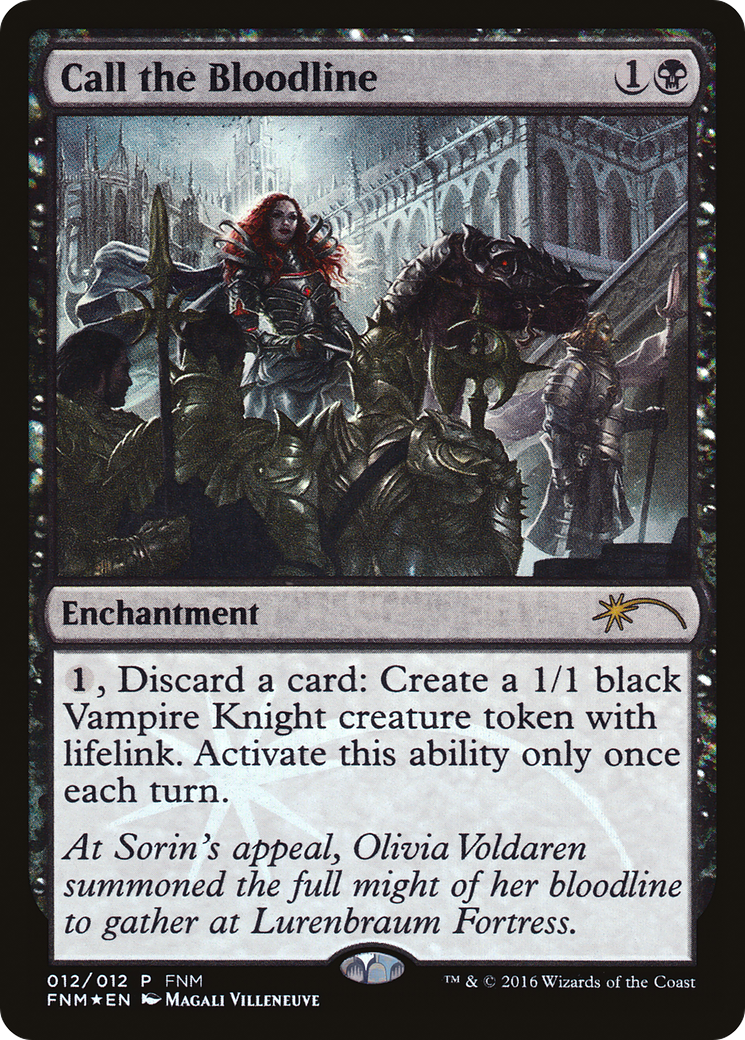 Call the Bloodline 1
Enchantment
1, Discard a card: Create a 1/1 black
Vampire Knight creature token with
lifelink. Activate this ability only once
each turn.
At Sorin's appeal, Olivia Voldaren
summoned the full might of her bloodline
to gather at Lurenbraum Fortress.
012/012 P FNM
FNM★EN Magali Villeneuve
™ & © 2016 Wizards of the Coast